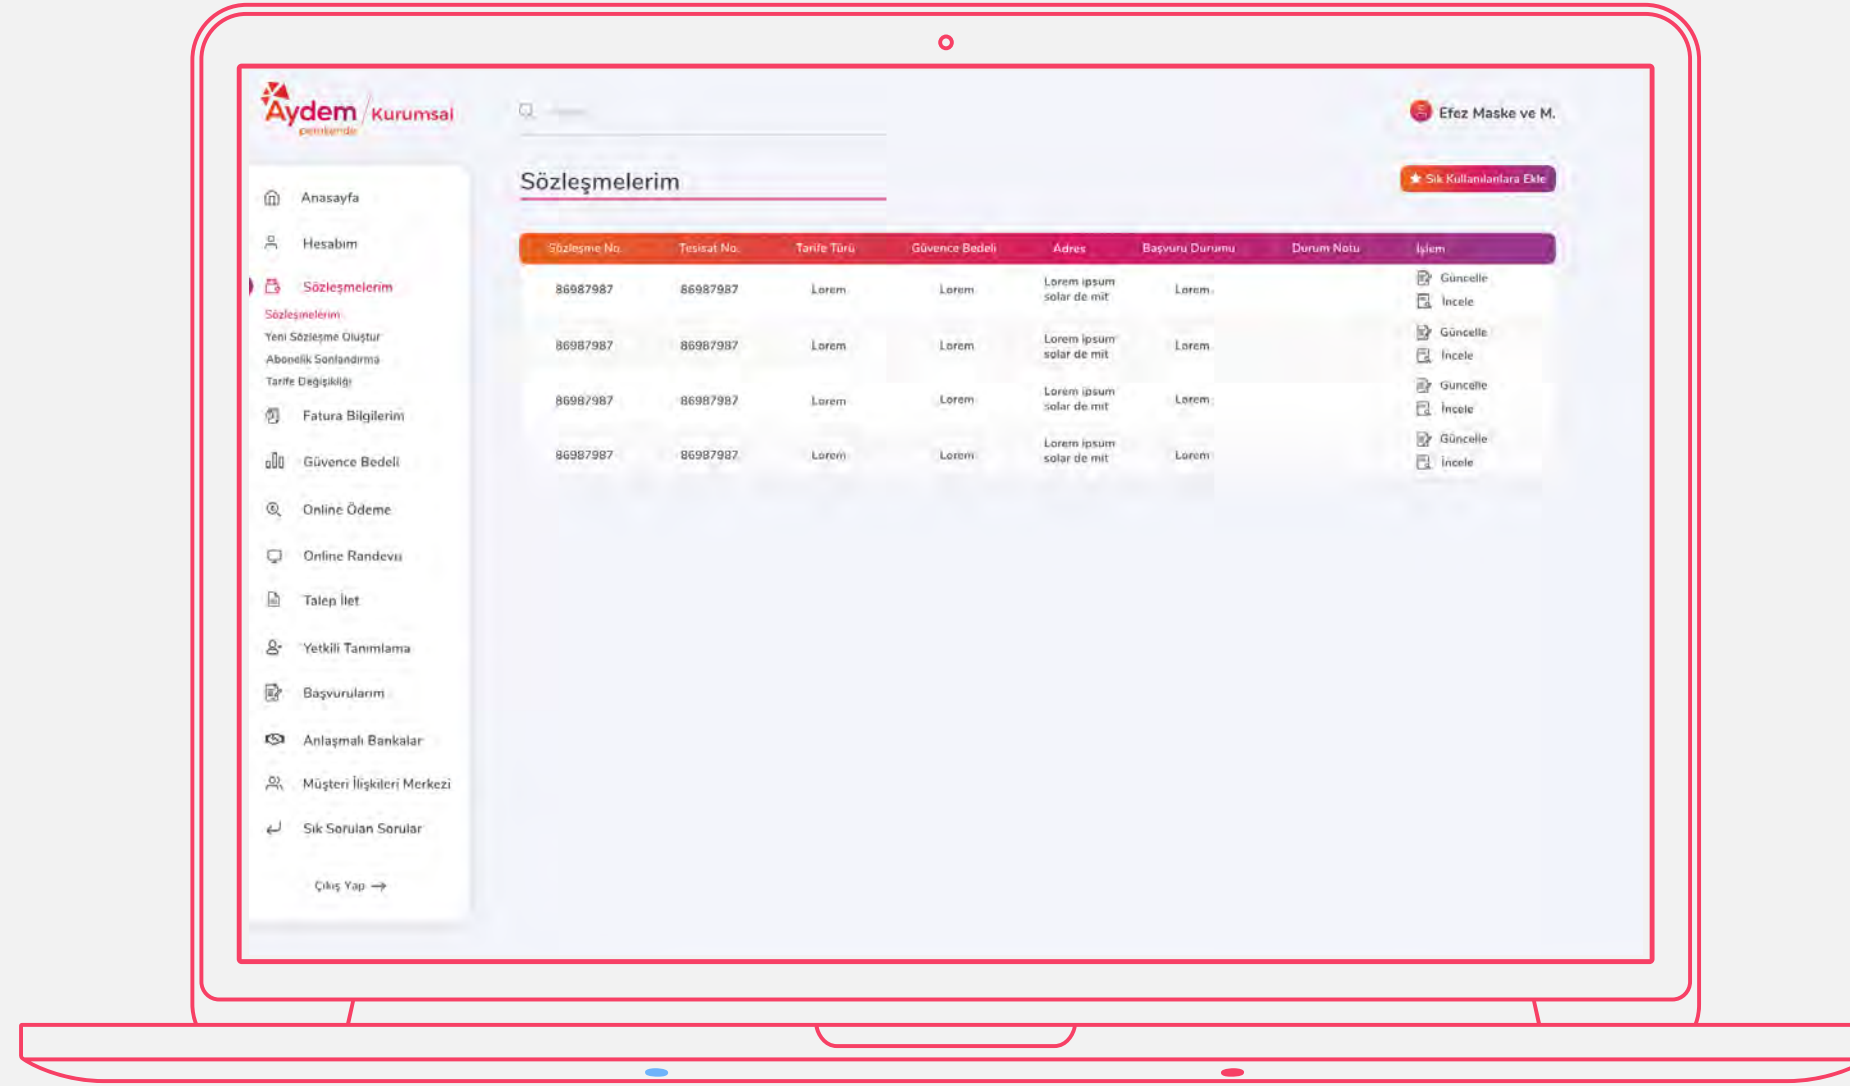 Aydem / Kurumsal
perakende
Efez Maske ve M.
Sözleşmelerim
Sık Kullanılanlara Ekle
Anasayfa
Hesabım
Sözleşmelerim
Sözleşmelerim
Yeni Sözleşme Oluştur
Abonelik Sonlandırma
Tarife Değişikliği
Fatura Bilgilerim
Güvence Bedeli
Online Ödeme
Online Randevu
Talep İlet
Yetkili Tanımlama
Başvurularım
Anlaşmalı Bankalar
Müşteri İlişkileri Merkezi
Sık Sorulan Sorular
Çıkış Yap
Sözleşme No. Tesisat No. Tarife Türü Güvence Bedeli Adres Başvuru Durumu Durum Notu İşlem
86987987 86987987 Lorem Lorem Lorem ipsum Lorem Güncelle
solar de mit İncele
86987987 86987987 Lorem Lorem Lorem ipsum Lorem Güncelle
solar de mit İncele
86987987 86987987 Lorem Lorem Lorem ipsum Lorem Güncelle
solar de mit İncele
86987987 86987987 Lorem Lorem Lorem ipsum Lorem Güncelle
solar de mit İncele